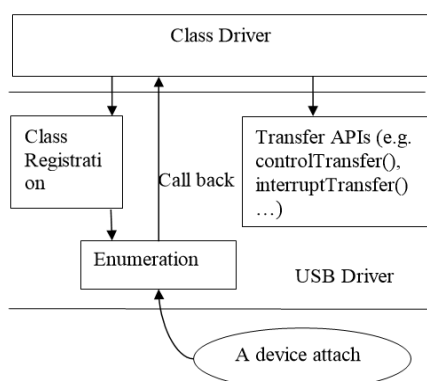 Class Driver
Class
Registrati
on
Call back
Transfer APIs (e.g.
controlTransfer(),
interruptTransfer()
…)
Enumeration
USB Driver
A device attach